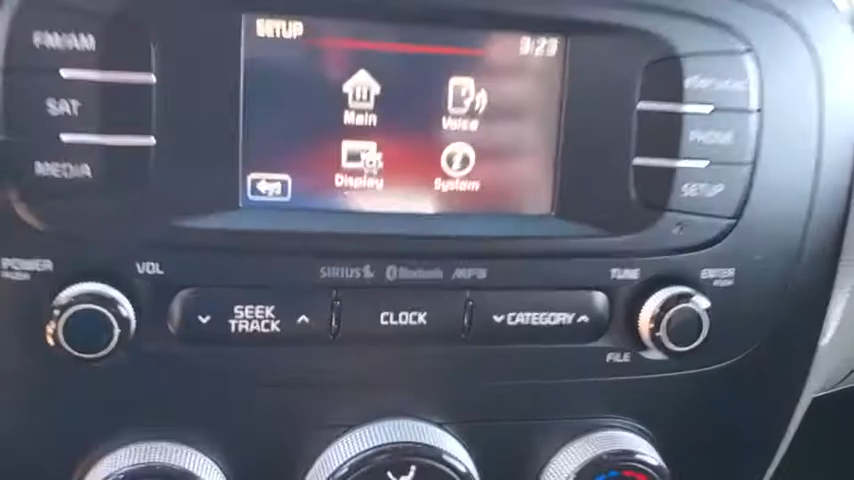 FM/AM
SETUP
3:23
SAT
Main
Voice
PHONE
MEDIA
Display
System
SETUP
POWER
PUSH
VOL
SIRIUS
Bluetooth
MP3
TUNE
ENTER
PUSH
SEEK
TRACK
CLOCK
CATEGORY
FILE